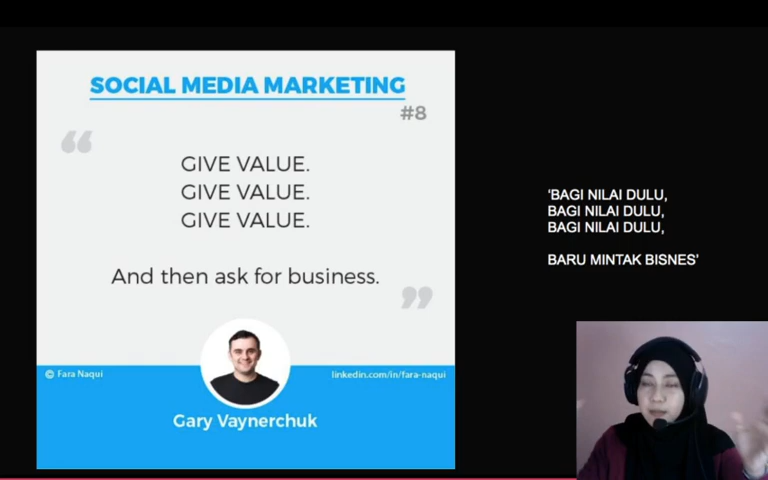 SOCIAL MEDIA MARKETING
#8
GIVE VALUE.
GIVE VALUE.
GIVE VALUE.
And then ask for business.
© Fara Naqui
linkedin.com/in/fara-naqui
Gary Vaynerchuk
'BAGI NILAI DULU,
BAGI NILAI DULU,
BAGI NILAI DULU,
BARU MINTAK BISNES'